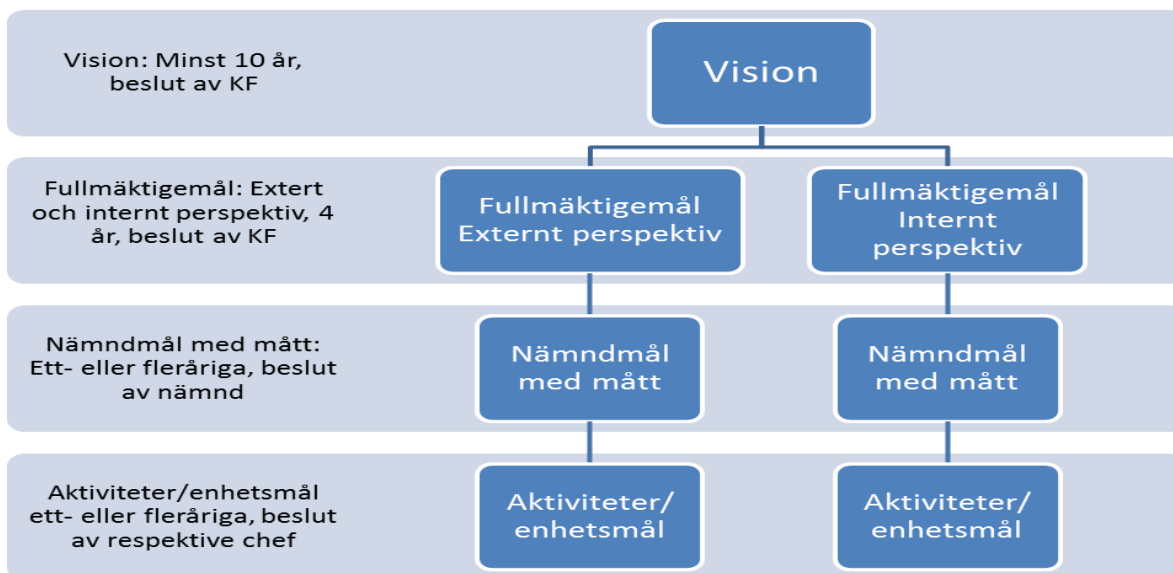 Vision: Minst 10 år,
beslut av KF
Vision
Fullmäktigemål: Extert
och internt perspektiv, 4
år, beslut av KF
Fullmäktigemål
Externt perspektiv
Fullmäktigemål
Internt
perspektiv
Nämndmål med mått:
Ett- eller fleråriga, beslut
av nämnd
Nämndmål
med mått
Nämndmål
med mått
Aktiviteter/enhetsmål
ett- eller fleråriga, beslut
av respektive chef
Aktiviteter/
enhetsmål
Aktiviteter/
enhetsmål